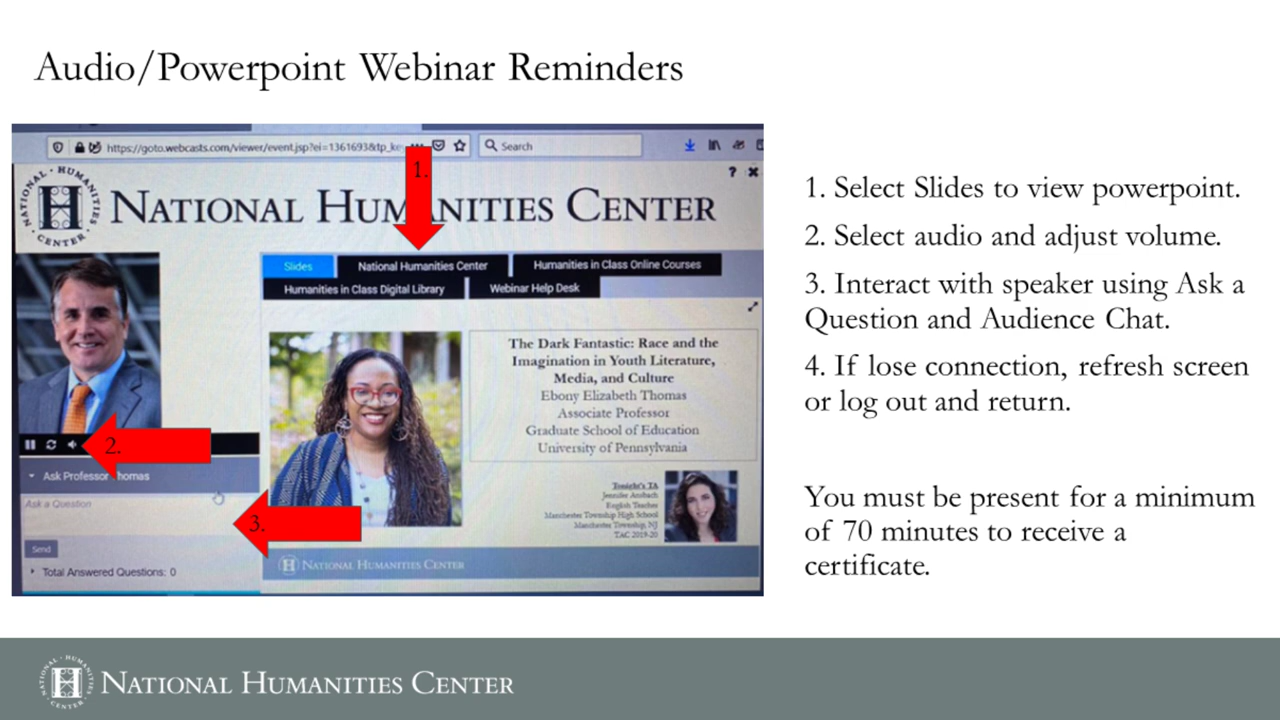 Audio/Powerpoint Webinar Reminders
https://goto.webcasts.com/viewer/event.jsp?ei=1361693&tp_ke
Search
1.
NATIONAL HUMANITIES CENTER
NATIONAL HUMANITIES CENTER
Slides
National Humanities Center
Humanities in Class Online Courses
Humanities in Class Digital Library
Webinar Help Desk
The Dark Fantastic: Race and the
Imagination in Youth Literature,
Media, and Culture
Ebony Elizabeth Thomas
Associate Professor
Graduate School of Education
University of Pennsylvania
2.
Ask Professor Thomas
Ask a Question
3.
Send
Total Answered Questions: 0
Tonight's TA
Jennifer Ansbach
English Teacher
Manchester Township High School
Manchester Township, NJ
TAC 2019-20
NATIONAL HUMANITIES CENTER
1. Select Slides to view powerpoint.
2. Select audio and adjust volume.
3. Interact with speaker using Ask a
Question and Audience Chat.
4. If lose connection, refresh screen
or log out and return.
You must be present for a minimum
of 70 minutes to receive a
certificate.
NATIONAL HUMANITIES CENTER
NATIONAL HUMANITIES CENTER